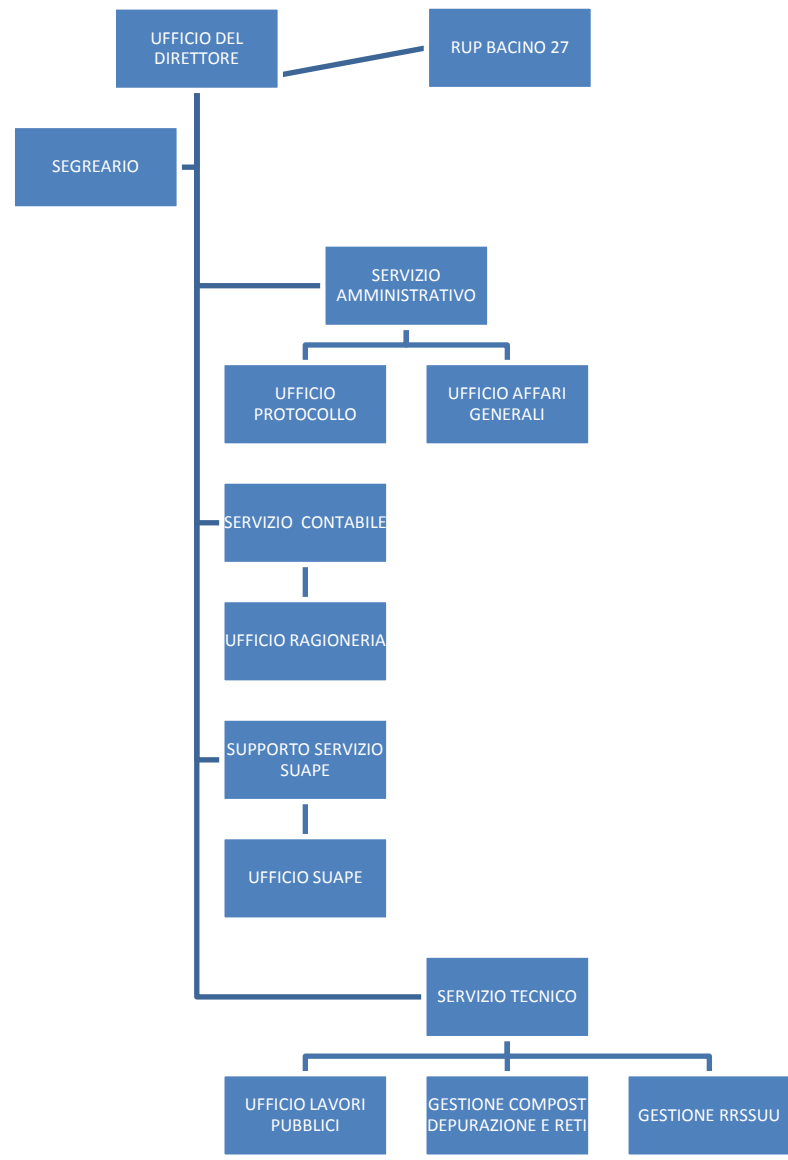 UFFICIO DEL
DIRETTORE
RUP BACINO 27
SEGREARIO
SERVIZIO
AMMINISTRATIVO
UFFICIO
PROTOCOLLO
UFFICIO AFFARI
GENERALI
SERVIZIO CONTABILE
UFFICIO RAGIONERIA
SUPPORTO SERVIZIO
SUAPE
UFFICIO SUAPE
SERVIZIO TECNICO
UFFICIO LAVORI
PUBBLICI
GESTIONE COMPOST
DEPURAZIONE E RETI
GESTIONE RRSSUU